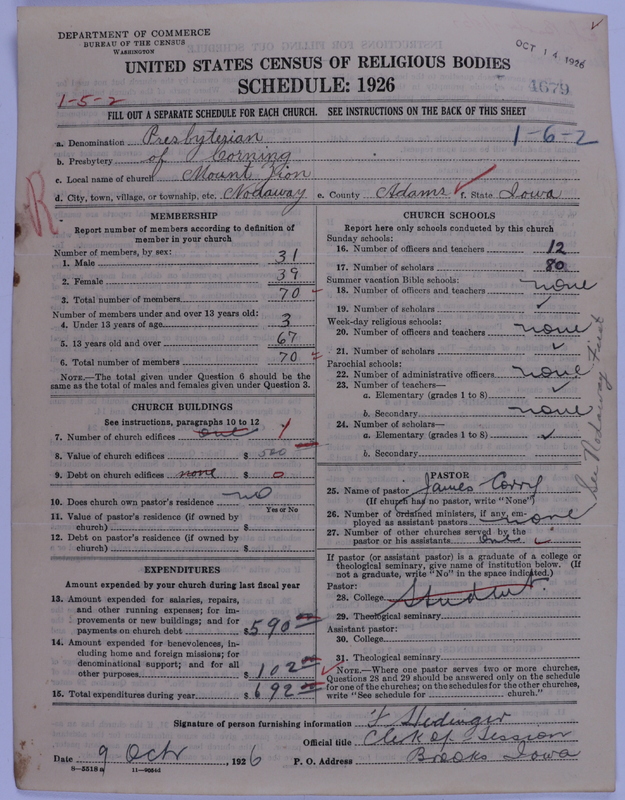 DEPARTMENT OF COMMERCE
BUREAU OF THE CENSUS
WASHINGTON
OCT 14 1926
UNITED STATES CENSUS OF RELIGIOUS BODIES
SCHEDULE: 1926
4679
1-5-2
FILL OUT A SEPARATE SCHEDULE FOR EACH CHURCH. SEE INSTRUCTIONS ON THE BACK OF THIS SHEET
1-6-2
a. Denomination Presbyterian
b. Presbytery of Corning
c. Local name of church Mount Zion
d. City, town, village, or township, etc. Nodaway e. County Adams f. State Iowa
R
MEMBERSHIP
Report number of members according to definition of member in your church
Number of members, by sex:
1. Male 31
2. Female 39
3. Total number of members 70
Number of members under and over 13 years old:
4. Under 13 years of age 3
5. 13 years old and over 67
6. Total number of members 70
NOTE.—The total given under Question 6 should be the same as the total of males and females given under Question 3.
CHURCH BUILDINGS
See instructions, paragraphs 10 to 12
7. Number of church edifices one 1
8. Value of church edifices $ 500
9. Debt on church edifices none $ 0
10. Does church own pastor's residence no
Yes or No
11. Value of pastor's residence (if owned by church) $
12. Debt on pastor's residence (if owned by church) $
EXPENDITURES
Amount expended by your church during last fiscal year
13. Amount expended for salaries, repairs, and other running expenses; for improvements or new buildings; and for payments on church debt $590
14. Amount expended for benevolences, including home and foreign missions; for denominational support; and for all other purposes $102
15. Total expenditures during year $692
CHURCH SCHOOLS
Report here only schools conducted by this church
Sunday schools:
16. Number of officers and teachers 12
17. Number of scholars 80
Summer vacation Bible schools:
18. Number of officers and teachers none
19. Number of scholars ✓
Week-day religious schools:
20. Number of officers and teachers none
21. Number of scholars ✓
Parochial schools:
22. Number of administrative officers none
23. Number of teachers—
a. Elementary (grades 1 to 8) ✓
b. Secondary none
24. Number of scholars—
a. Elementary (grades 1 to 8) ✓
b. Secondary
See Nodaway First
PASTOR
25. Name of pastor James Corry
(If church has no pastor, write "None")
26. Number of ordained ministers, if any, employed as assistant pastors none
27. Number of other churches served by the pastor or his assistants one
If pastor (or assistant pastor) is a graduate of a college or theological seminary, give name of institution below. (If not a graduate, write "No" in the space indicated.)
Pastor:
28. College Student
29. Theological seminary
Assistant pastor:
30. College
31. Theological seminary
NOTE.—Where one pastor serves two or more churches, Questions 28 and 29 should be answered only on the schedule for one of the churches; on the schedules for the other churches, write "See schedule for church."
Signature of person furnishing information F Hedinger
Official title Clerk of Session
Date 9 Octr, 1926 P. O. Address Brooks Iowa
8-5518a 11-9054d